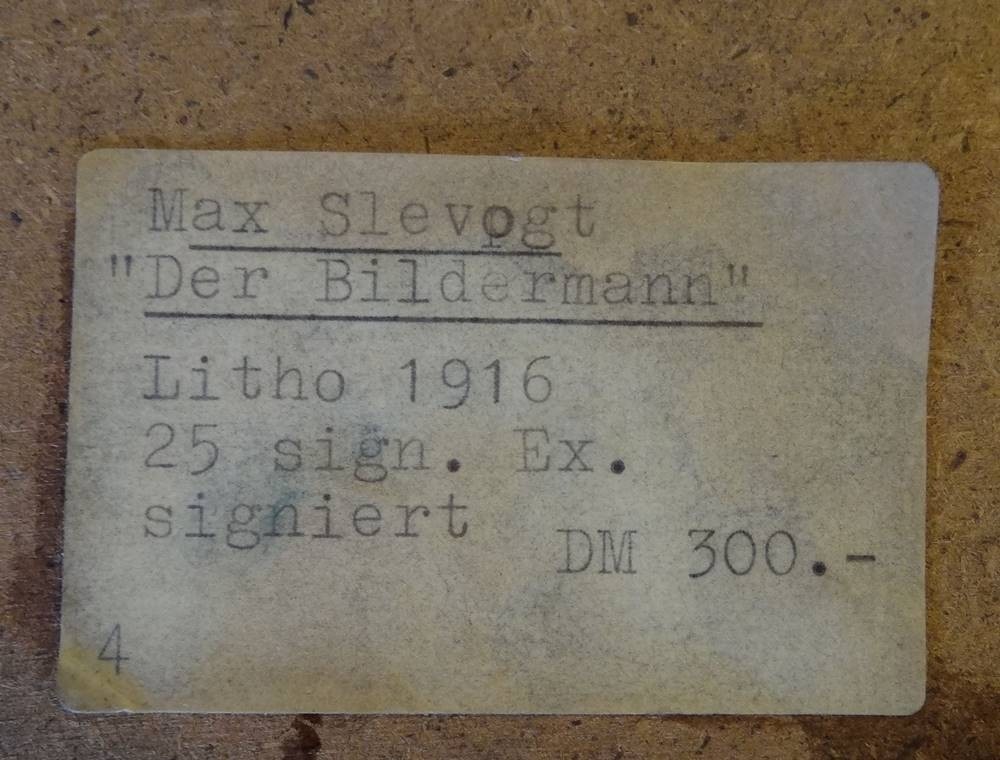 Max Slevogt
"Der Bildermann"
Litho 1916
25 sign. Ex.
signiert
DM 300.-
4